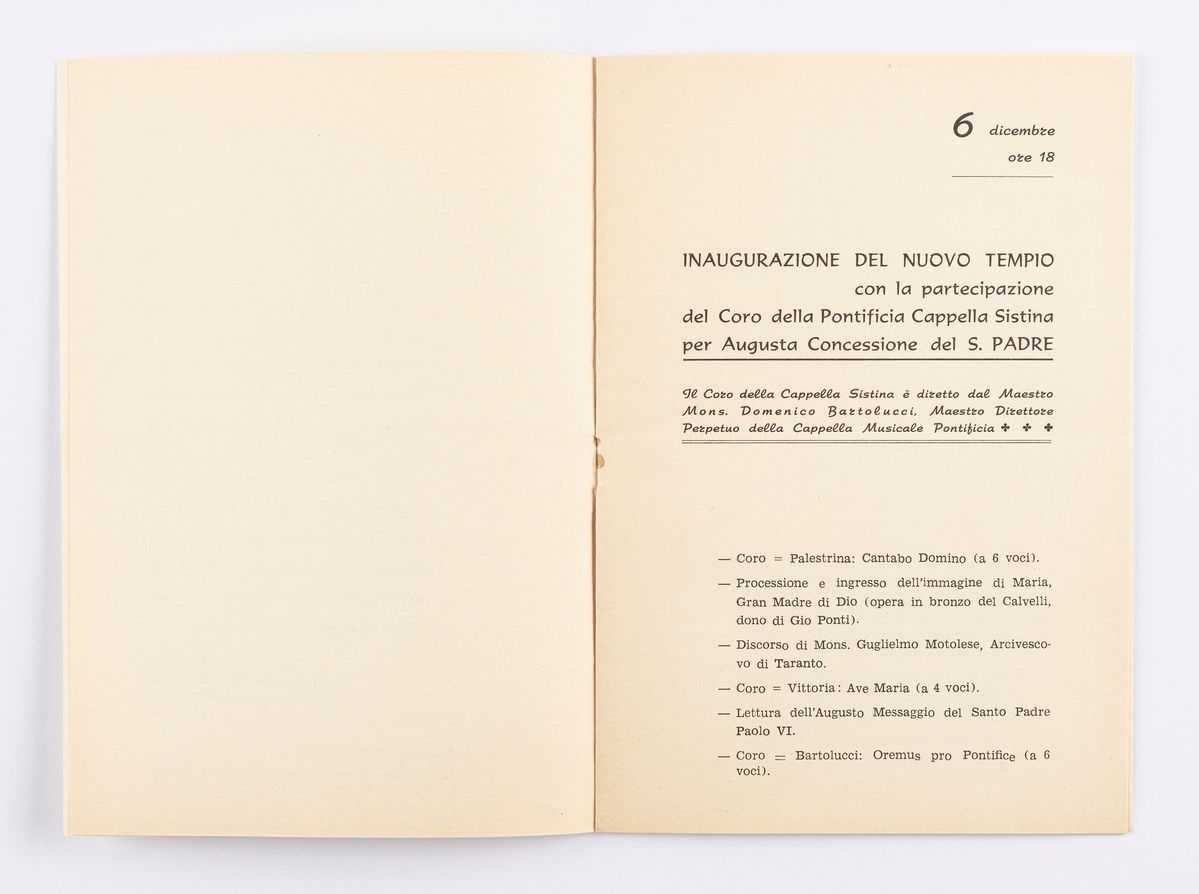 6 dicembre
ore 18
INAUGURAZIONE DEL NUOVO TEMPIO
con la partecipazione
del Coro della Pontificia Cappella Sistina
per Augusta Concessione del S. PADRE
Il Coro della Cappella Sistina è diretto dal Maestro
Mons. Domenico Bartolucci, Maestro Direttore
Perpetuo della Cappella Musicale Pontificia ✤ ✤ ✤
— Coro = Palestrina: Cantabo Domino (a 6 voci).
— Processione e ingresso dell'immagine di Maria,
Gran Madre di Dio (opera in bronzo del Calvelli,
dono di Gio Ponti).
— Discorso di Mons. Guglielmo Motolese, Arcivesco-
vo di Taranto.
— Coro = Vittoria: Ave Maria (a 4 voci).
— Lettura dell'Augusto Messaggio del Santo Padre
Paolo VI.
— Coro = Bartolucci: Oremus pro Pontifice (a 6
voci).